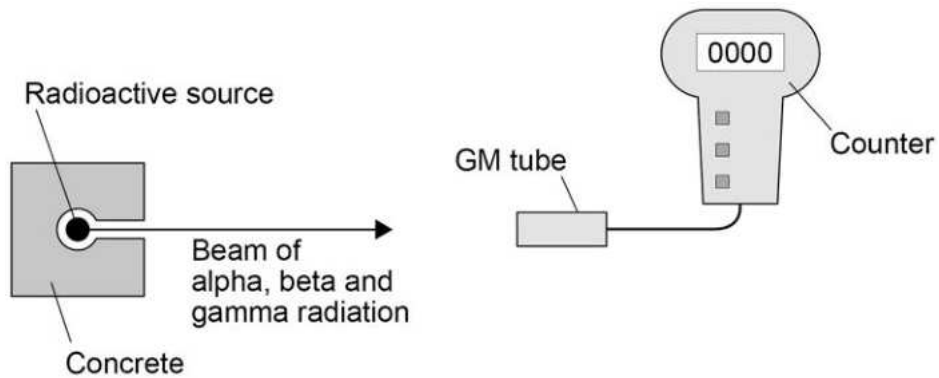 Radioactive source
0000
Counter
GM tube
Beam of
alpha, beta and
gamma radiation
Concrete